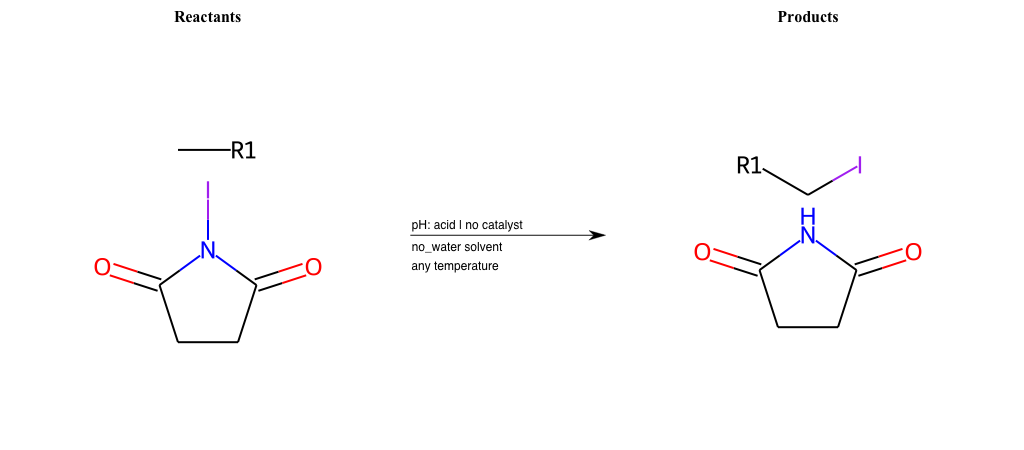 Reactants
Products
R1
I
N
O
O
pH: acid | no catalyst
no_water solvent
any temperature
R1
I
H
N
O
O